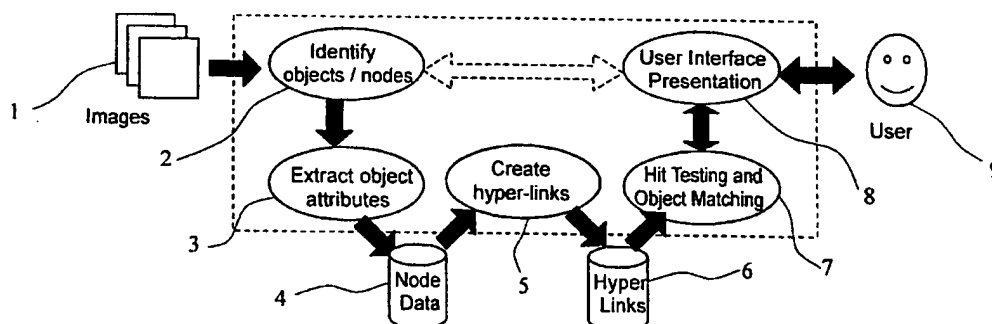 Identify
objects / nodes
User Interface
Presentation
1
Images
2
User
9
8
Extract object
attributes
Create
hyper-links
Hit Testing and
Object Matching
3
4
Node
Data
5
Hyper
Links
6
7